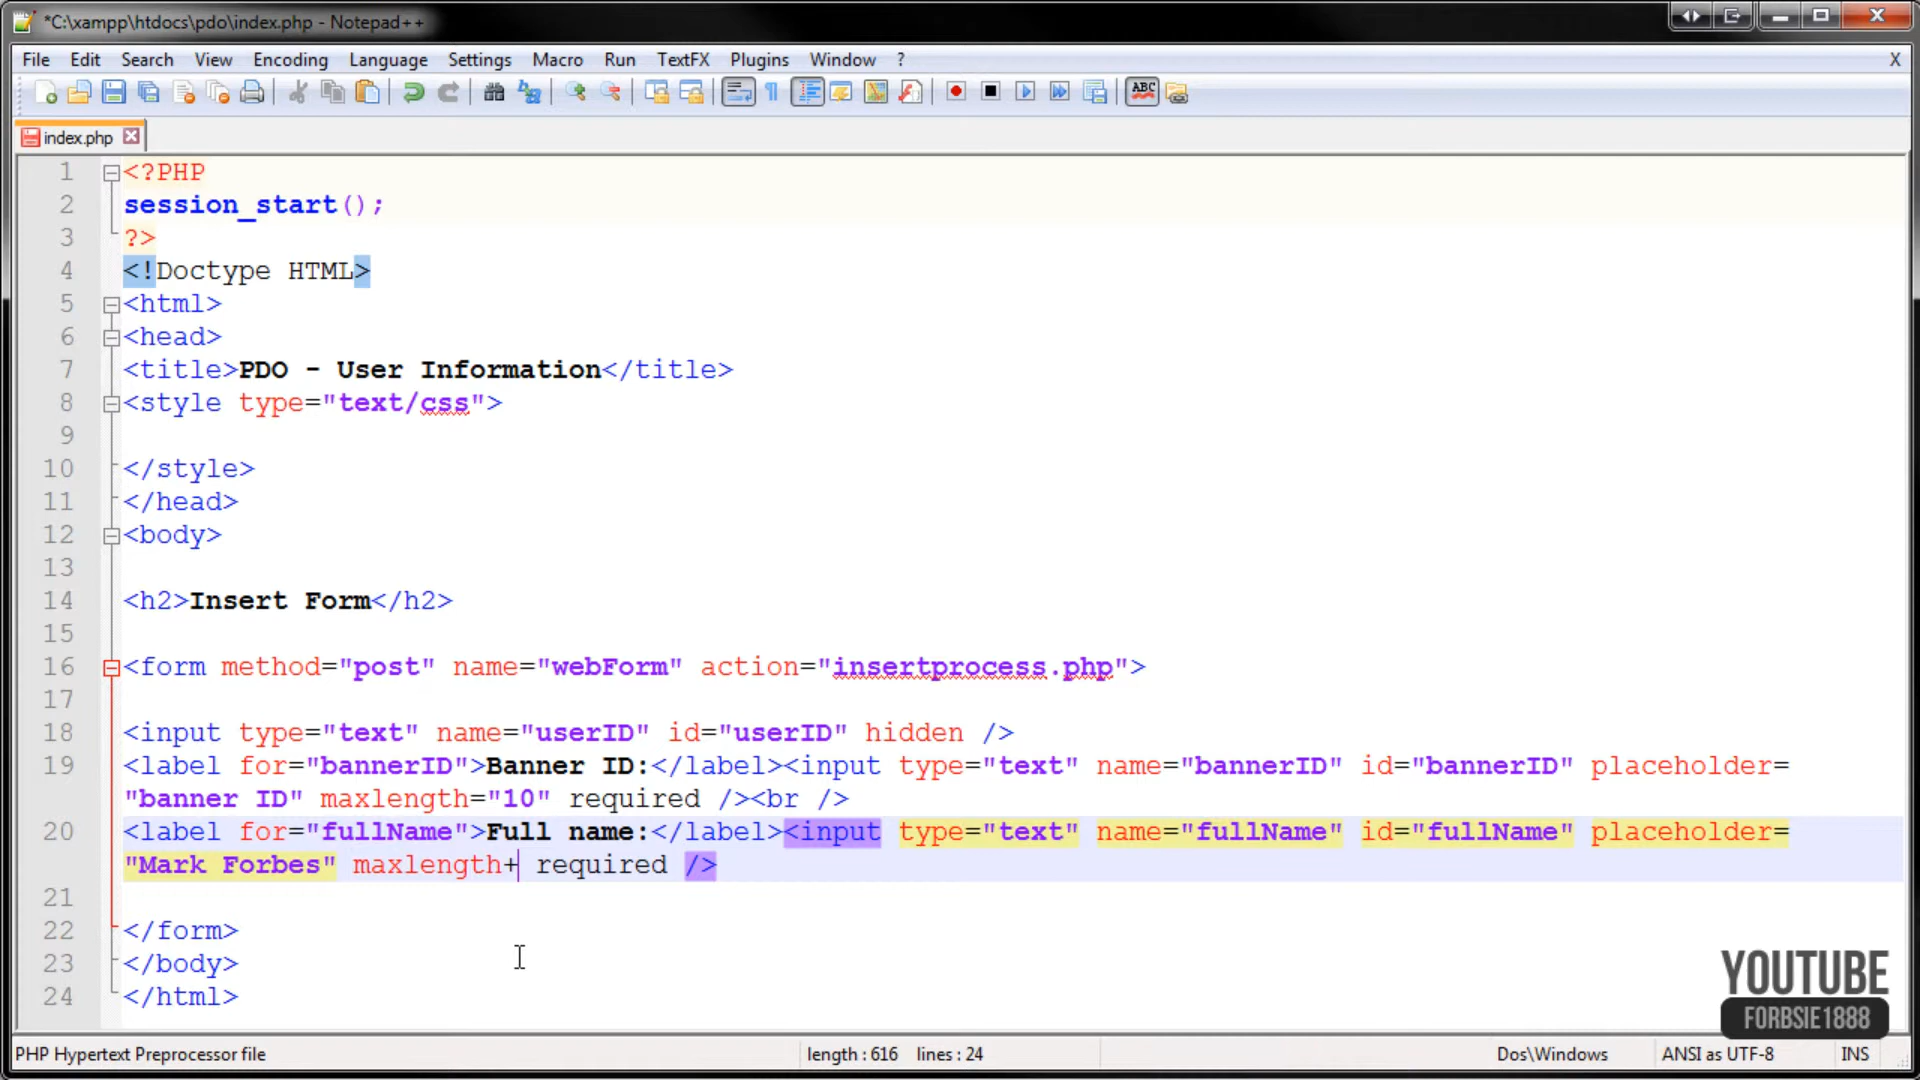 *C:\xampp\htdocs\pdo\index.php - Notepad++
File Edit Search View Encoding Language Settings Macro Run TextFX Plugins Window ? X
ABC
index.php
1 <?PHP
2 session_start();
3 ?>
4 <!Doctype HTML>
5 <html>
6 <head>
7 <title>PDO - User Information</title>
8 <style type="text/css">
9
10 </style>
11 </head>
12 <body>
13
14 <h2>Insert Form</h2>
15
16 <form method="post" name="webForm" action="insertprocess.php">
17
18 <input type="text" name="userID" id="userID" hidden />
19 <label for="bannerID">Banner ID:</label><input type="text" name="bannerID" id="bannerID" placeholder=
"banner ID" maxlength="10" required /><br />
20 <label for="fullName">Full name:</label><input type="text" name="fullName" id="fullName" placeholder=
"Mark Forbes" maxlength+ required />
21
22 </form>
23 </body>
24 </html>
YOUTUBE
FORBSIE1888
PHP Hypertext Preprocessor file length : 616 lines : 24 Dos\Windows ANSI as UTF-8 INS